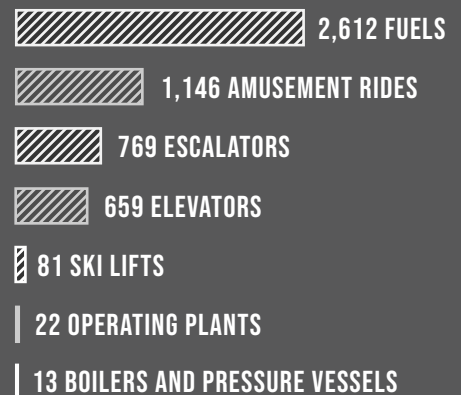 2,612 FUELS
1,146 AMUSEMENT RIDES
769 ESCALATORS
659 ELEVATORS
81 SKI LIFTS
22 OPERATING PLANTS
13 BOILERS AND PRESSURE VESSELS